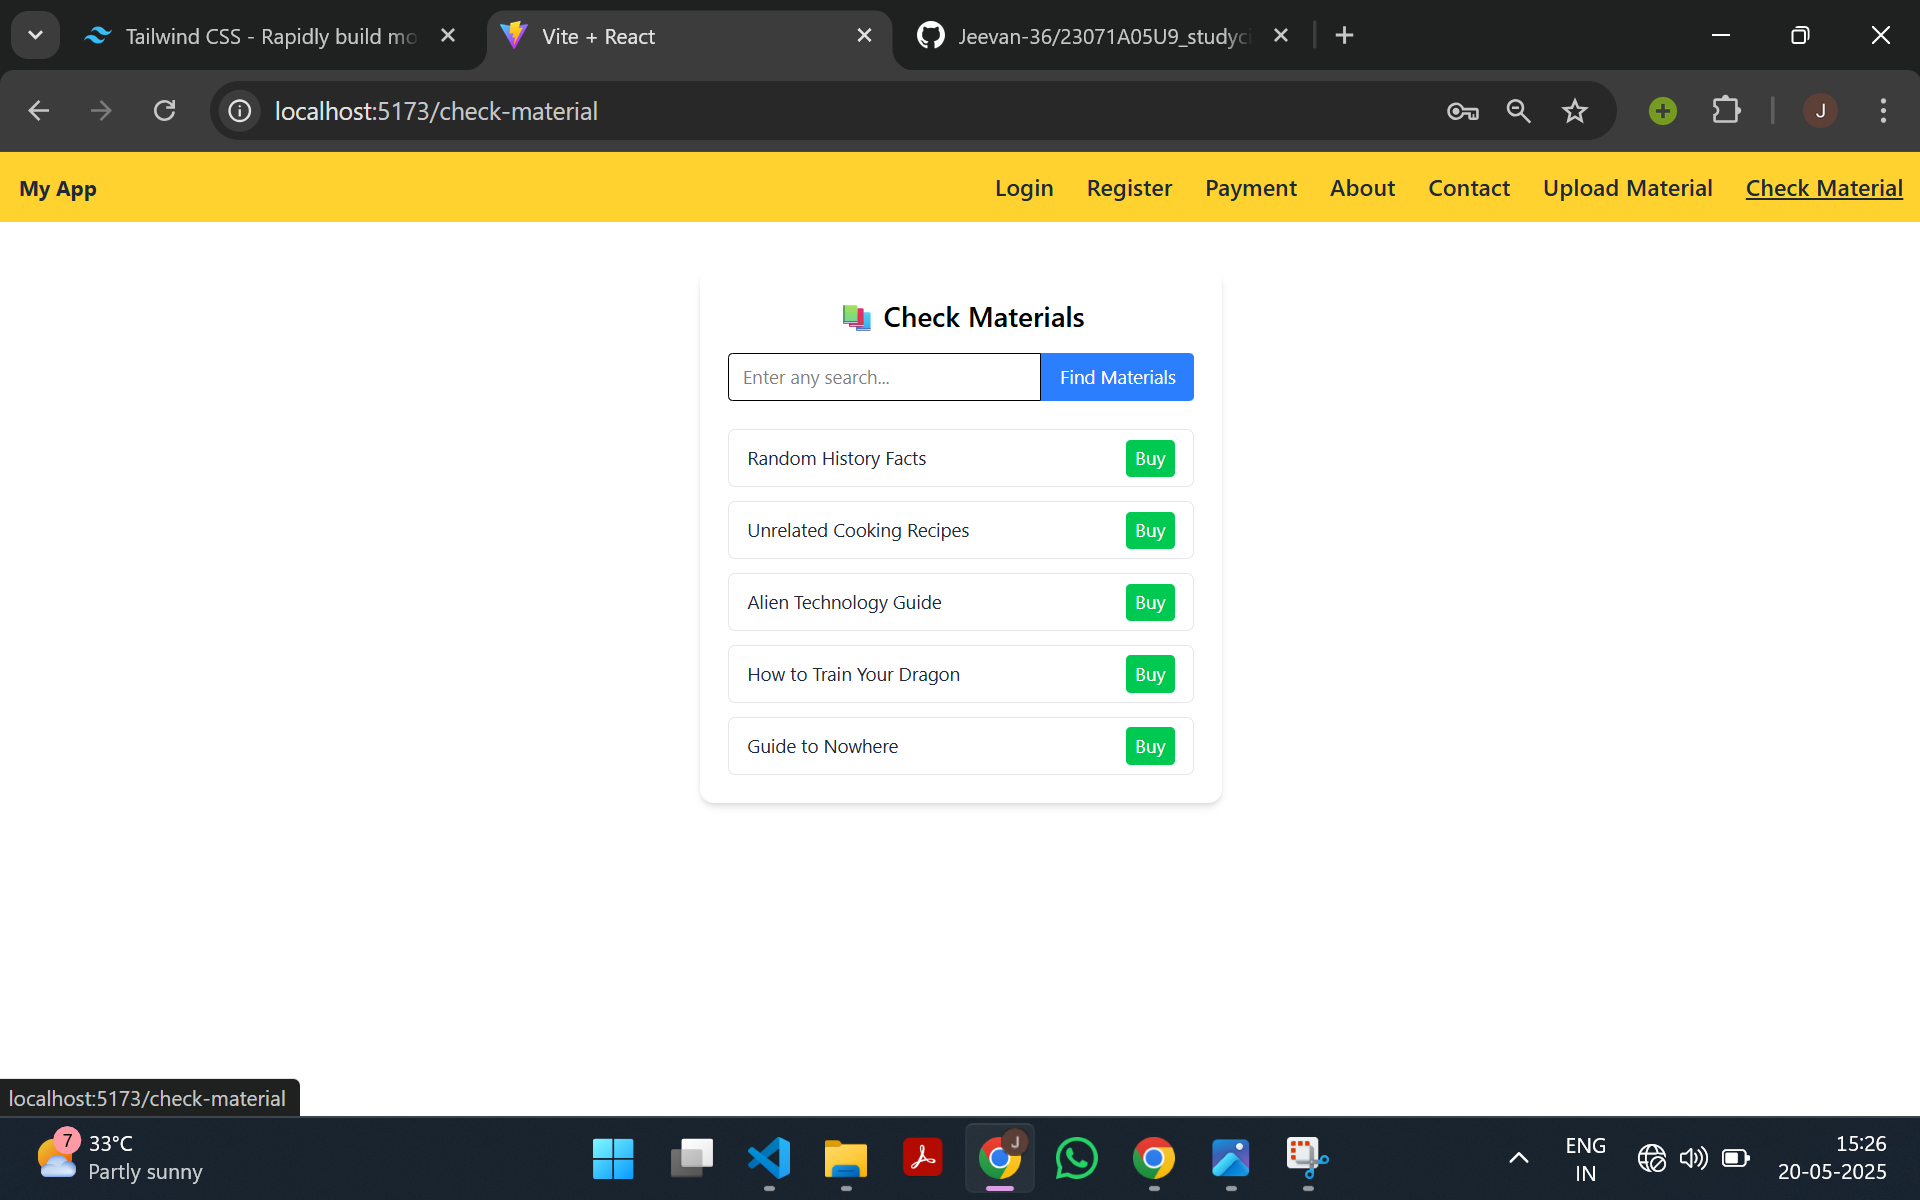 Tailwind CSS - Rapidly build mo
Vite + React
Jeevan-36/23071A05U9_studyci
localhost:5173/check-material
J
My App
Login Register Payment About Contact Upload Material Check Material
Check Materials
Enter any search... Find Materials
Random History Facts Buy
Unrelated Cooking Recipes Buy
Alien Technology Guide Buy
How to Train Your Dragon Buy
Guide to Nowhere Buy
localhost:5173/check-material
7
33°C
Partly sunny
J
ENG
IN
15:26
20-05-2025